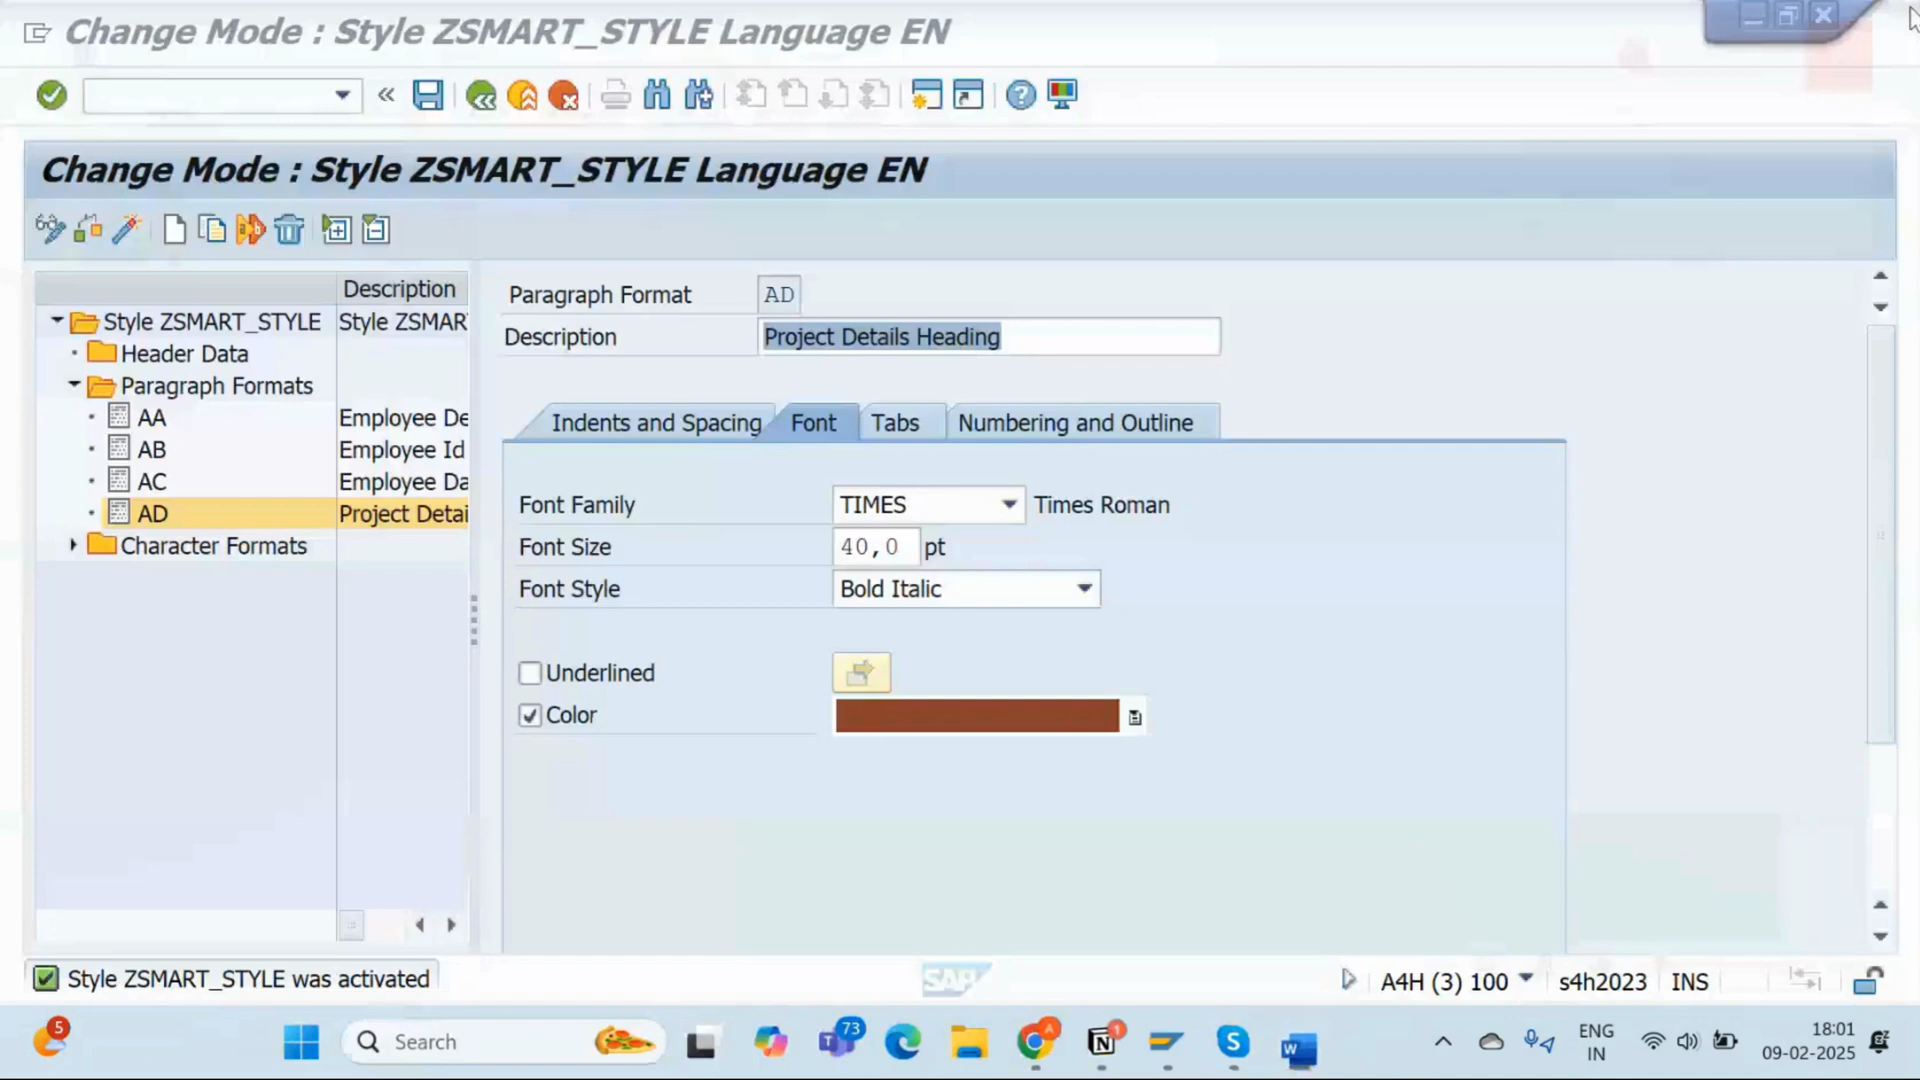 Change Mode : Style ZSMART_STYLE Language EN
Change Mode : Style ZSMART_STYLE Language EN
Description
Style ZSMART_STYLE Style ZSMAR
Header Data
Paragraph Formats
AA Employee De
AB Employee Id
AC Employee Da
AD Project Detai
Character Formats
Paragraph Format AD
Description Project Details Heading
Indents and Spacing Font Tabs Numbering and Outline
Font Family TIMES Times Roman
Font Size 40,0 pt
Font Style Bold Italic
Underlined
Color
Style ZSMART_STYLE was activated
SAP
A4H (3) 100 s4h2023 INS
5
Search
73
A
1
S
W
ENG
IN
18:01
09-02-2025